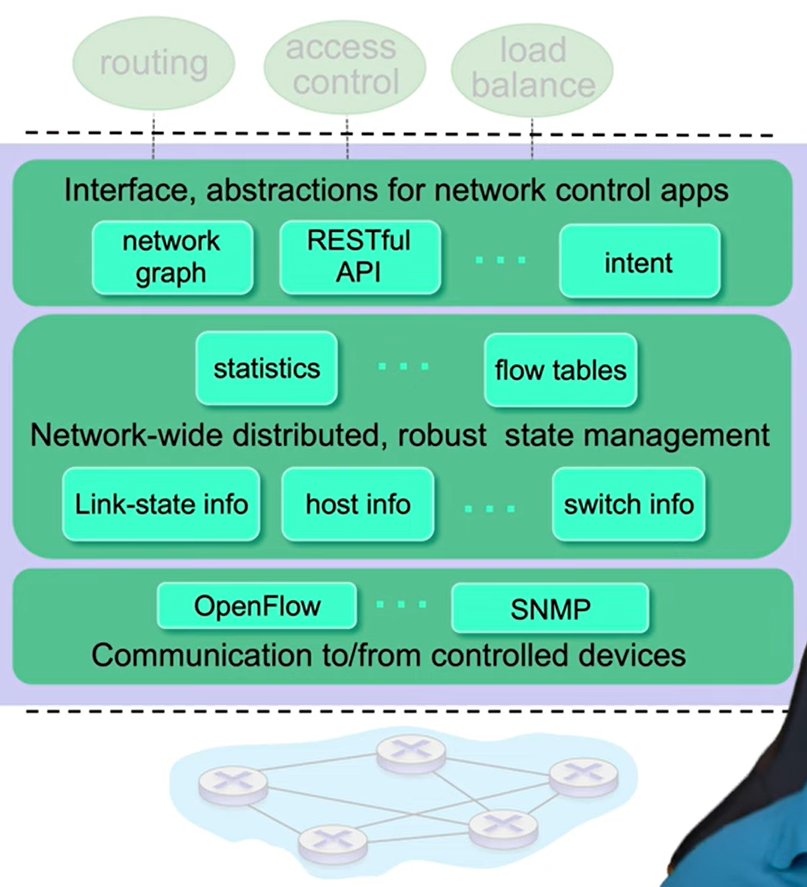 routing
access
control
load
balance
Interface, abstractions for network control apps
network
graph
RESTful
API
intent
statistics
flow tables
Network-wide distributed, robust state management
Link-state info
host info
switch info
OpenFlow
SNMP
Communication to/from controlled devices